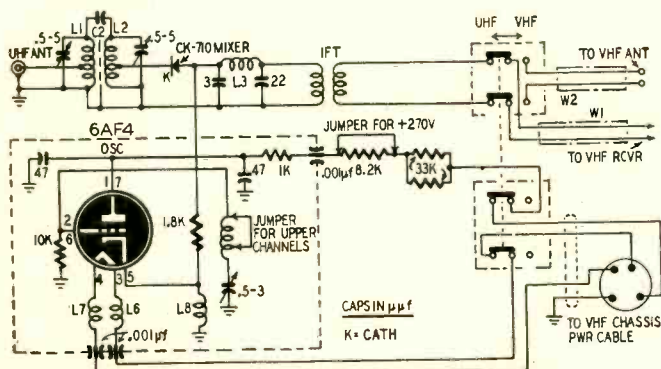 .5-5
L1
C2
L2
.5-5
UHF ANT
CK-710 MIXER
K
3
L3
22
IFT
UHF VHF
TO VHF ANT
W2
W1
TO VHF RCVR
6AF4
OSC
47
47
1K
.001μf
JUMPER FOR +270V
8.2K
33K
1 7
2
6
10K
4
3
5
1.8K
JUMPER
FOR UPPER
CHANNELS
.5-3
L7
L6
L8
.001μf
CAPS IN μμf
K = CATH
TO VHF CHASSIS
PWR CABLE